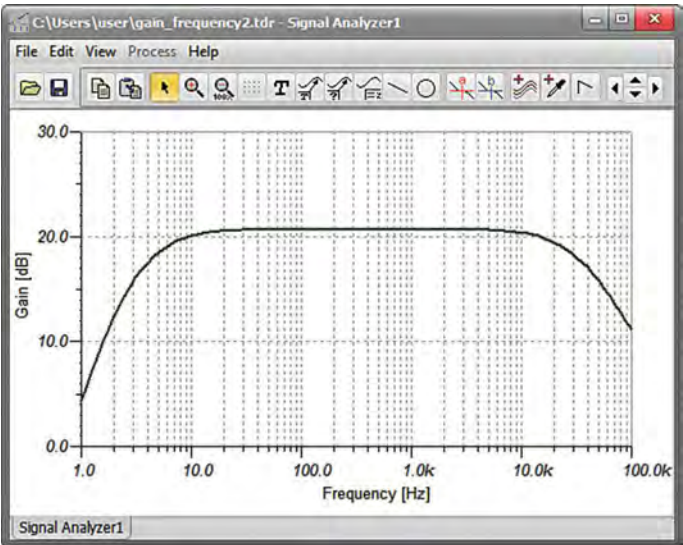 C:\Users\user\gain_frequency2.tdr - Signal Analyzer1
File Edit View Process Help
100%
T
a
b
30.0
20.0
10.0
0.0
Gain [dB]
1.0 10.0 100.0 1.0k 10.0k 100.0k
Frequency [Hz]
Signal Analyzer1